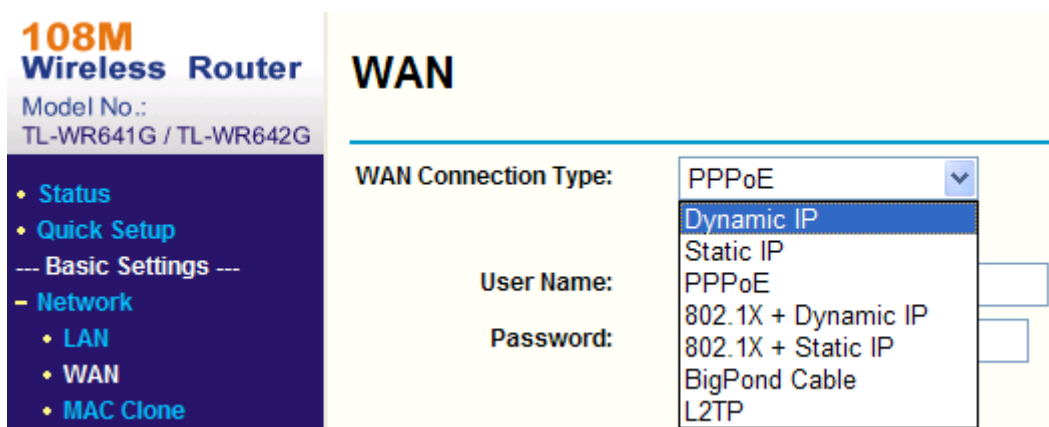 108M
Wireless Router
Model No.:
TL-WR641G / TL-WR642G
• Status
• Quick Setup
--- Basic Settings ---
– Network
• LAN
• WAN
• MAC Clone
WAN
WAN Connection Type:
PPPoE
Dynamic IP
Static IP
PPPoE
802.1X + Dynamic IP
802.1X + Static IP
BigPond Cable
L2TP
User Name:
Password: